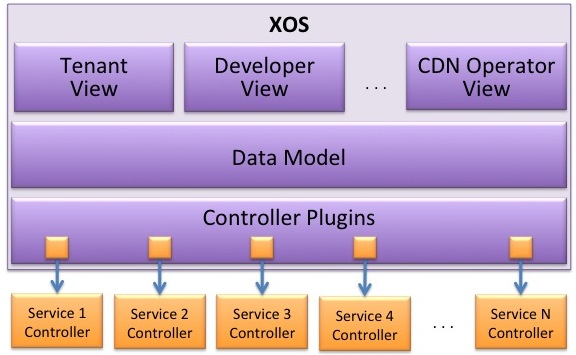 XOS
Tenant
View
Developer
View
. . .
CDN Operator
View
Data Model
Controller Plugins
Service 1
Controller
Service 2
Controller
Service 3
Controller
Service 4
Controller
. . .
Service N
Controller